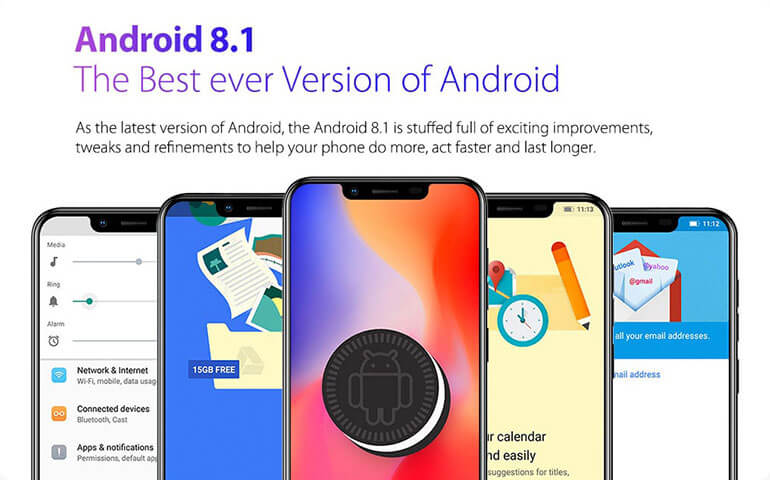 Android 8.1
The Best ever Version of Android
As the latest version of Android, the Android 8.1 is stuffed full of exciting improvements,
tweaks and refinements to help your phone do more, act faster and last longer.
Media
Ring
Alarm
Network & Internet
Wi-Fi, mobile, data usag
Connected devices
Bluetooth, Cast
Apps & notifications
Permissions, default app
15GB FREE
11:13
ur calendar
nd easily
suggestions for titles,
11:12
outlook
@yahoo
@gmail
all your email addresses.
mail address